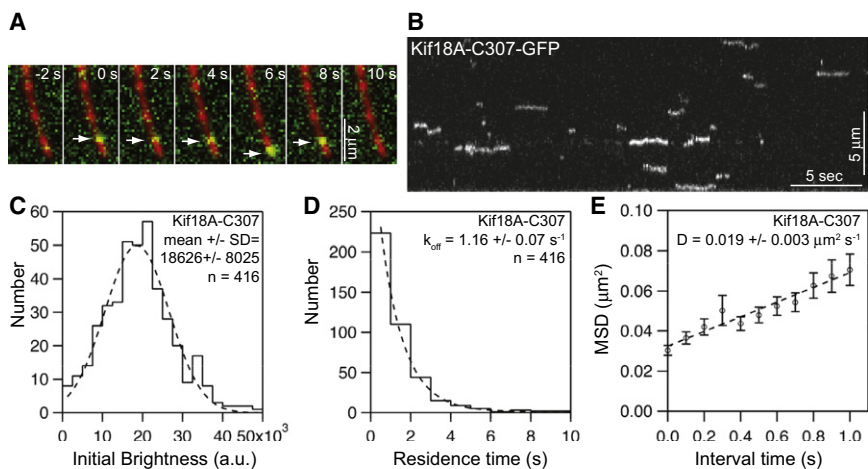 A
-2 s
0 s
2 s
4 s
6 s
8 s
10 s
2 μm
B
Kif18A-C307-GFP
5 μm
5 sec
C
Kif18A-C307
mean +/- SD=
18626+/- 8025
n = 416
Number
60
50
40
30
20
10
0
0
10
20
30
40
50x10³
Initial Brightness (a.u.)
D
Kif18A-C307
k_off = 1.16 +/- 0.07 s⁻¹
n = 416
Number
250
200
150
100
50
0
0
2
4
6
8
10
Residence time (s)
E
Kif18A-C307
D = 0.019 +/- 0.003 μm² s⁻¹
MSD (μm²)
0.10
0.08
0.06
0.04
0.02
0.00
0.0
0.2
0.4
0.6
0.8
1.0
Interval time (s)